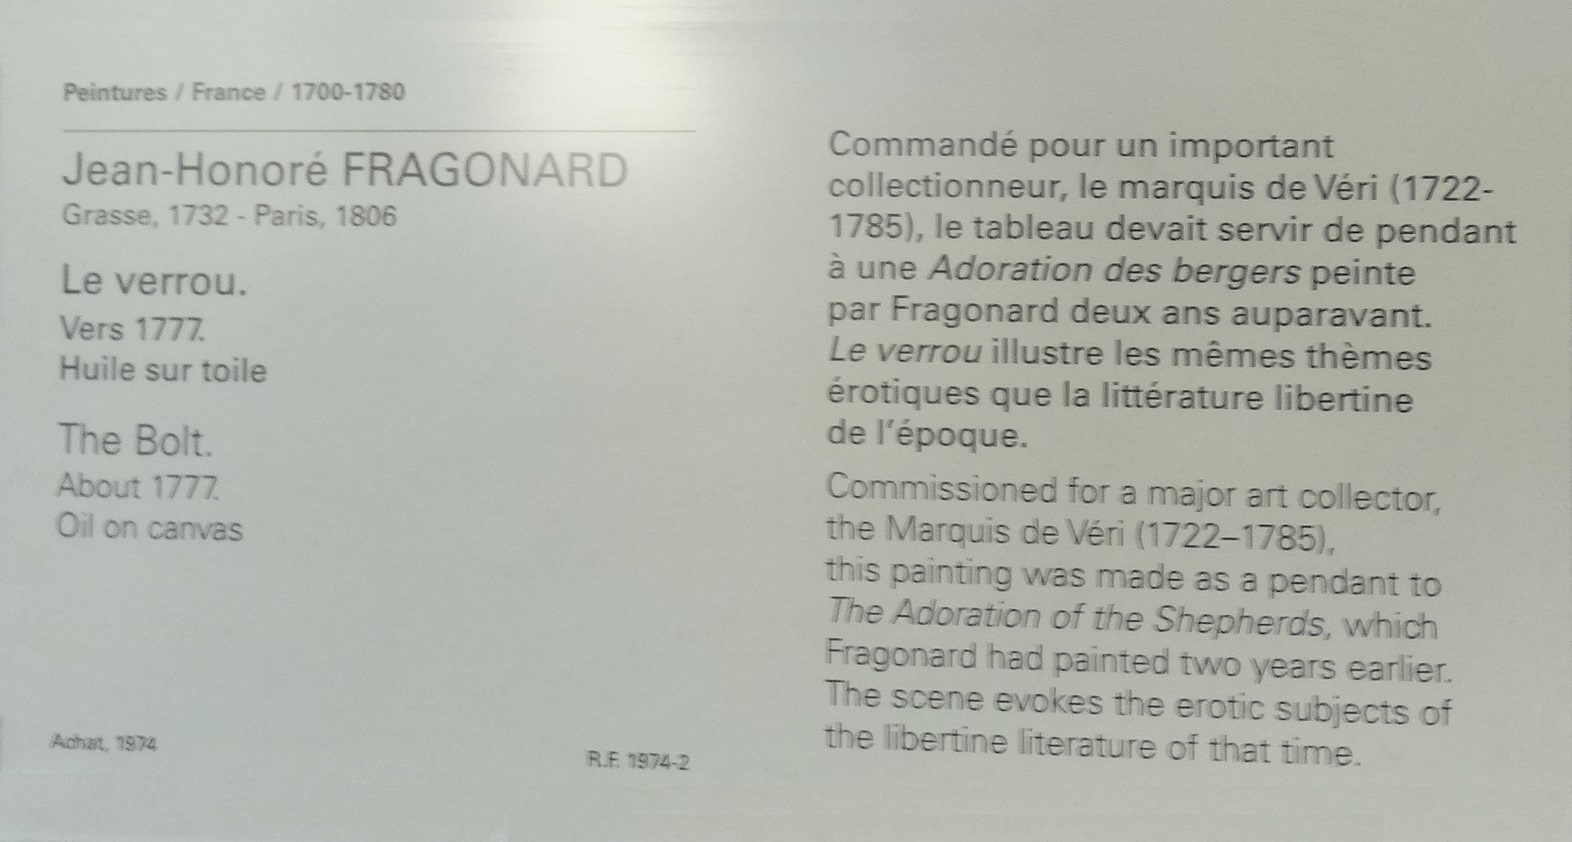 Peintures / France / 1700-1780
Jean-Honoré FRAGONARD
Grasse, 1732 - Paris, 1806
Le verrou.
Vers 1777.
Huile sur toile
The Bolt.
About 1777.
Oil on canvas
Achat, 1974
R.F. 1974-2
Commandé pour un important
collectionneur, le marquis de Véri (1722-
1785), le tableau devait servir de pendant
à une Adoration des bergers peinte
par Fragonard deux ans auparavant.
Le verrou illustre les mêmes thèmes
érotiques que la littérature libertine
de l'époque.
Commissioned for a major art collector,
the Marquis de Véri (1722–1785),
this painting was made as a pendant to
The Adoration of the Shepherds, which
Fragonard had painted two years earlier.
The scene evokes the erotic subjects of
the libertine literature of that time.